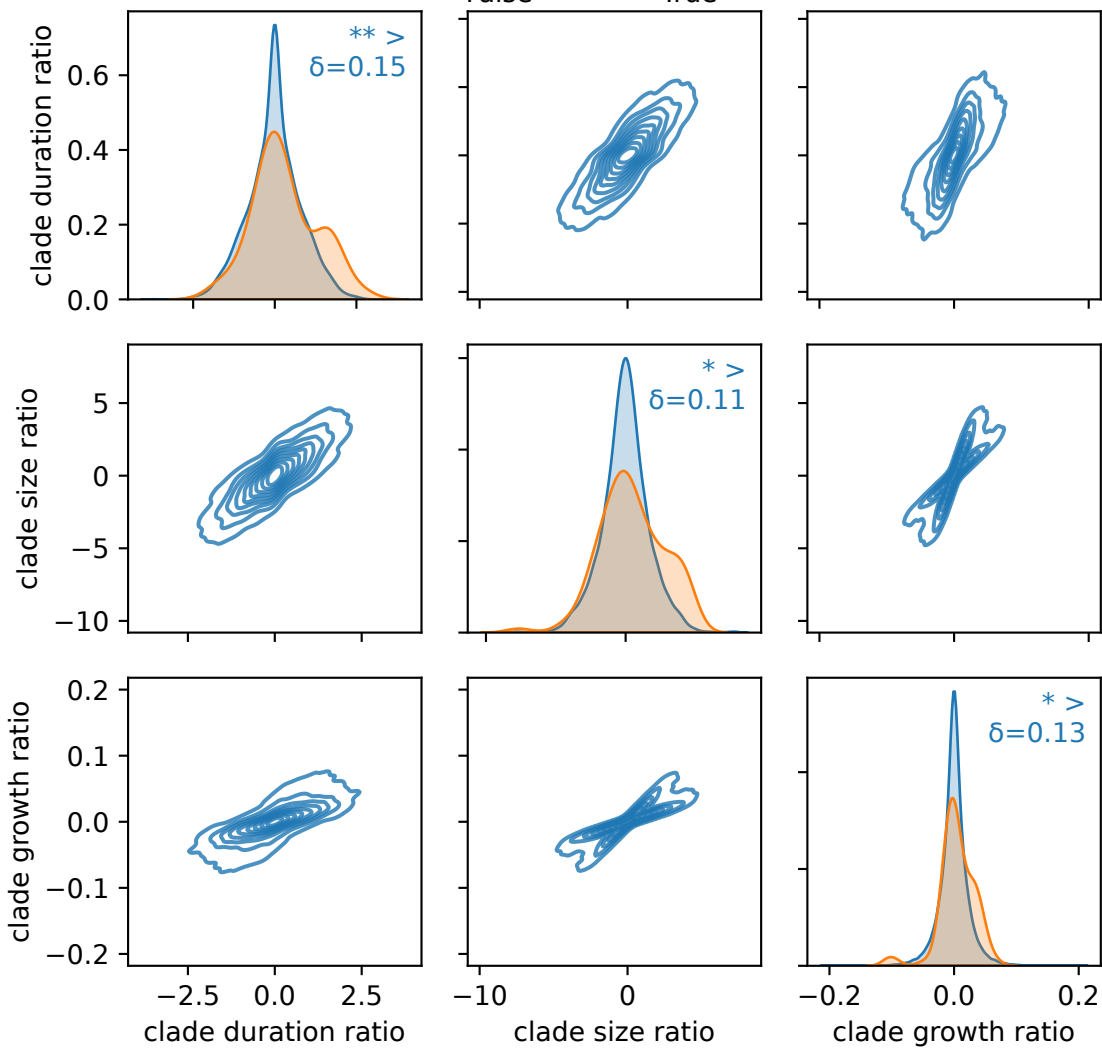 clade duration ratio
0.6
0.4
0.2
0.0
** >
δ=0.15
clade size ratio
5
0
−5
−10
* >
δ=0.11
clade growth ratio
0.2
0.1
0.0
−0.1
−0.2
* >
δ=0.13
−2.5 0.0 2.5
−10 0
−0.2 0.0 0.2
clade duration ratio
clade size ratio
clade growth ratio